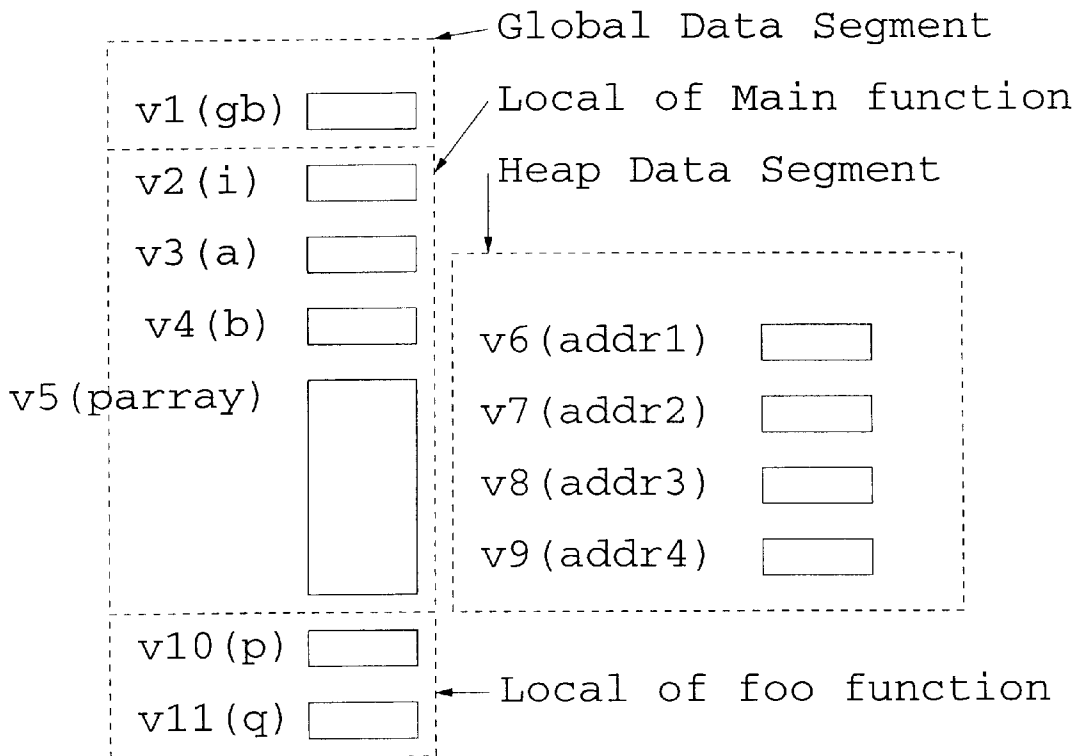 Global Data Segment
v1(gb)
Local of Main function
v2(i)
Heap Data Segment
v3(a)
v4(b)
v5(parray)
v6(addr1)
v7(addr2)
v8(addr3)
v9(addr4)
v10(p)
Local of foo function
v11(q)